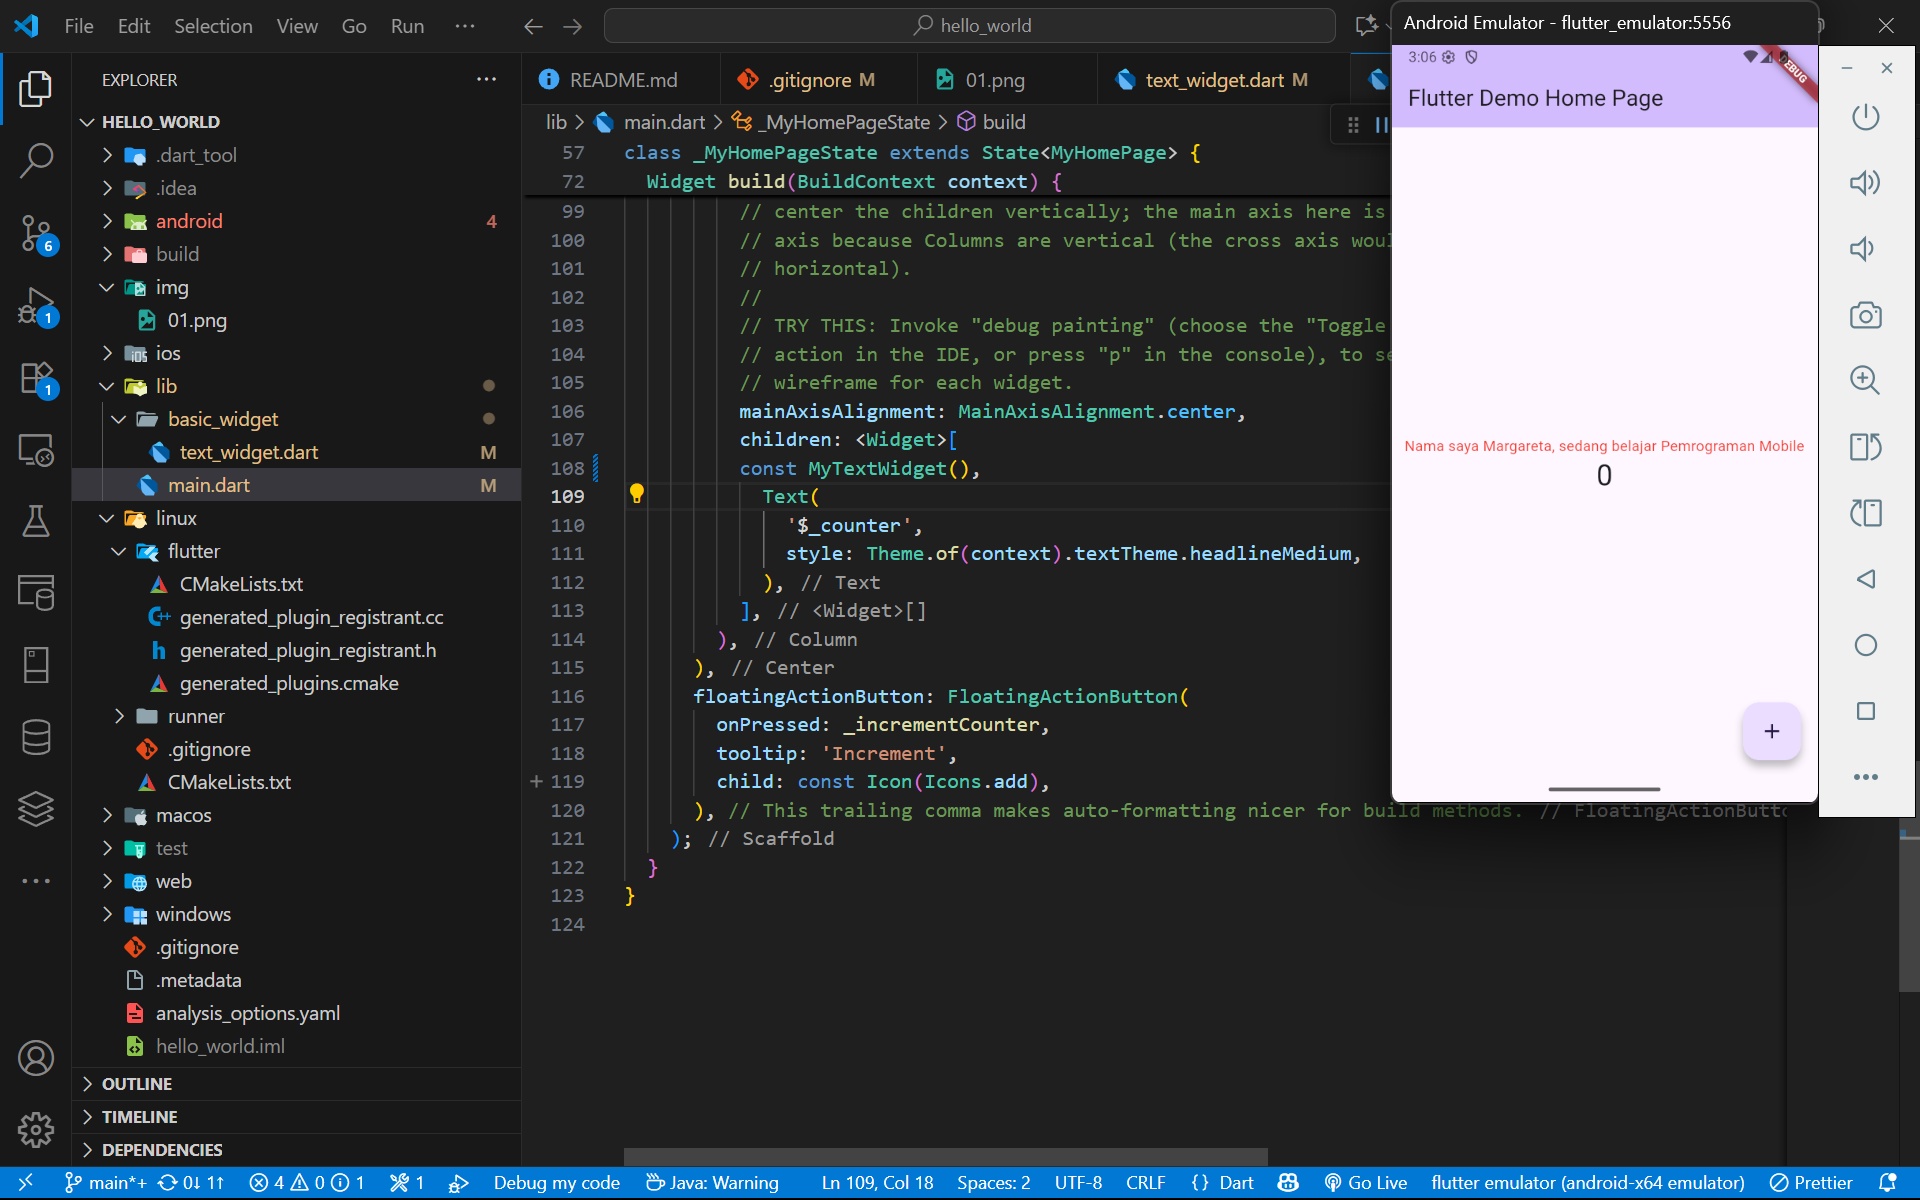 File Edit Selection View Go Run ··· hello_world
EXPLORER
HELLO_WORLD
.dart_tool
.idea
android 4
build
img
01.png
ios
lib
basic_widget
text_widget.dart M
main.dart M
linux
flutter
CMakeLists.txt
generated_plugin_registrant.cc
generated_plugin_registrant.h
generated_plugins.cmake
runner
.gitignore
CMakeLists.txt
macos
test
web
windows
.gitignore
.metadata
analysis_options.yaml
hello_world.iml
OUTLINE
TIMELINE
DEPENDENCIES
6
1
1
README.md .gitignore M 01.png text_widget.dart M
lib > main.dart > _MyHomePageState > build
57 class _MyHomePageState extends State<MyHomePage> {
72 Widget build(BuildContext context) {
99 // center the children vertically; the main axis here is
100 // axis because Columns are vertical (the cross axis wou
101 // horizontal).
102 //
103 // TRY THIS: Invoke "debug painting" (choose the "Toggle
104 // action in the IDE, or press "p" in the console), to se
105 // wireframe for each widget.
106 mainAxisAlignment: MainAxisAlignment.center,
107 children: <Widget>[
108 const MyTextWidget(),
109 Text(
110 '$_counter',
111 style: Theme.of(context).textTheme.headlineMedium,
112 ), // Text
113 ], // <Widget>[]
114 ), // Column
115 ), // Center
116 floatingActionButton: FloatingActionButton(
117 onPressed: _incrementCounter,
118 tooltip: 'Increment',
119 child: const Icon(Icons.add),
120 ), // This trailing comma makes auto-formatting nicer for build methods. // FloatingActionButto
121 ); // Scaffold
122 }
123 }
124
Android Emulator - flutter_emulator:5556
3:06
Flutter Demo Home Page
Nama saya Margareta, sedang belajar Pemrograman Mobile
0
+
main*+ 0↓ 1↑ 4 0 1 1 Debug my code Java: Warning Ln 109, Col 18 Spaces: 2 UTF-8 CRLF {} Dart Go Live flutter emulator (android-x64 emulator) Prettier